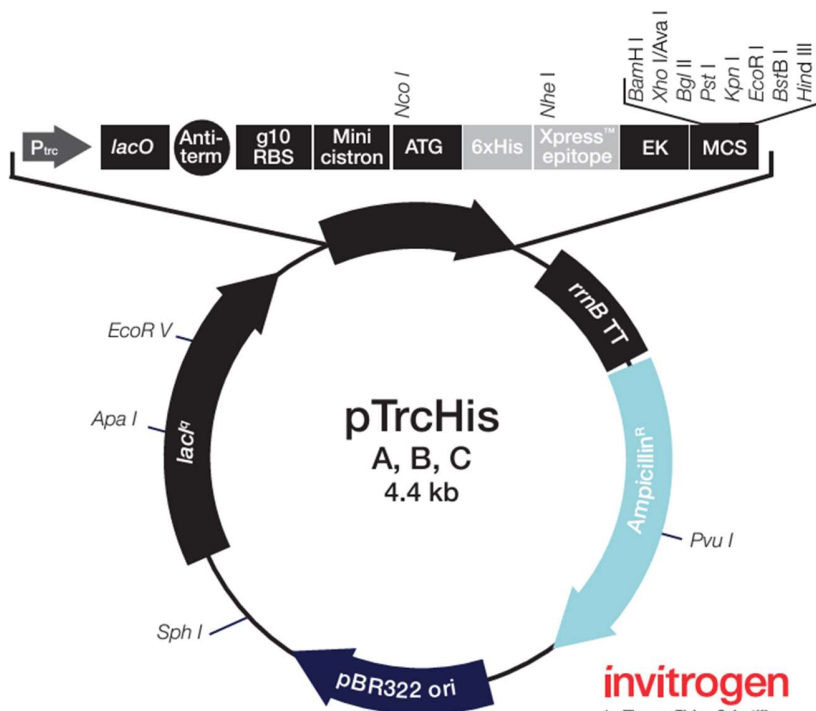 BamH I
Xho I/Ava I
Bgl II
Pst I
Kpn I
EcoR I
BstB I
Hind III
Nco I
Nhe I
Ptrc
lacO
Anti-
term
g10
RBS
Mini
cistron
ATG
6xHis
Xpress™
epitope
EK
MCS
rrnB TT
EcoR V
Apa I
lacIq
pTrcHis
A, B, C
4.4 kb
AmpicillinR
Pvu I
Sph I
pBR322 ori
invitrogen